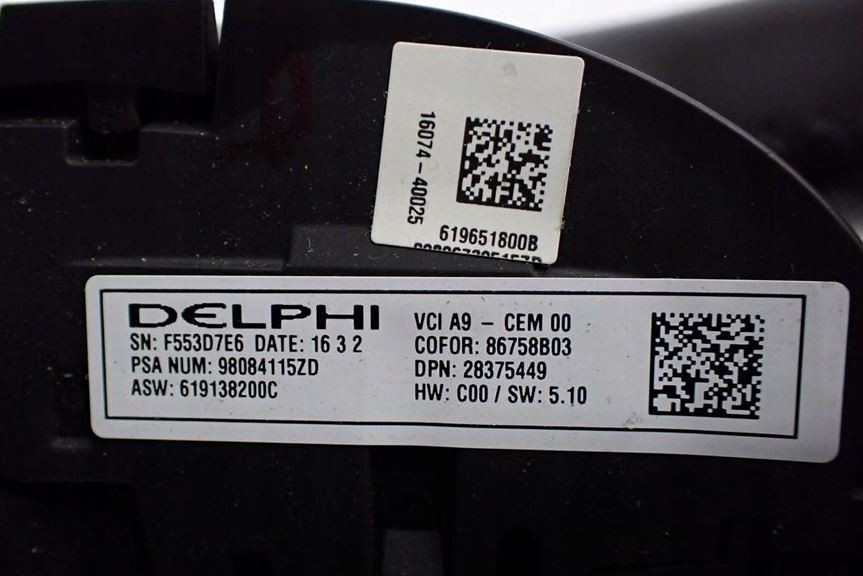 16074-40025
619651800B
DELPHI
SN: F553D7E6 DATE: 16 3 2
PSA NUM: 98084115ZD
ASW: 619138200C
VCI A9 - CEM 00
COFOR: 86758B03
DPN: 28375449
HW: C00 / SW: 5.10